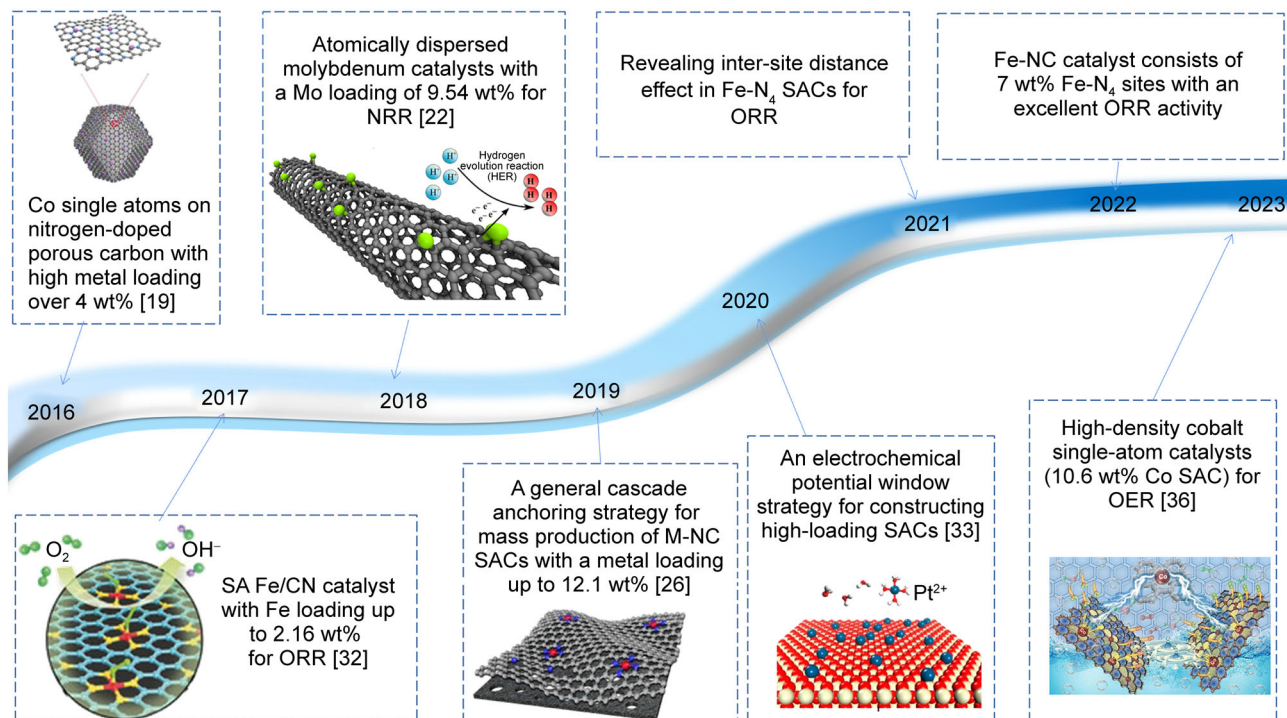 Co single atoms on
nitrogen-doped
porous carbon with
high metal loading
over 4 wt% [19]
Atomically dispersed
molybdenum catalysts with
a Mo loading of 9.54 wt% for
NRR [22]
H⁺
H⁺
H⁺
H⁺
Hydrogen
evolution reaction
(HER)
e⁻ e⁻
e⁻ e⁻
H
H
H
H
Revealing inter-site distance
effect in Fe-N₄ SACs for
ORR
Fe-NC catalyst consists of
7 wt% Fe-N₄ sites with an
excellent ORR activity
2016
2017
2018
2019
2020
2021
2022
2023
O₂
OH⁻
SA Fe/CN catalyst
with Fe loading up
to 2.16 wt%
for ORR [32]
A general cascade
anchoring strategy for
mass production of M-NC
SACs with a metal loading
up to 12.1 wt% [26]
An electrochemical
potential window
strategy for constructing
high-loading SACs [33]
Pt²⁺
High-density cobalt
single-atom catalysts
(10.6 wt% Co SAC) for
OER [36]
Co